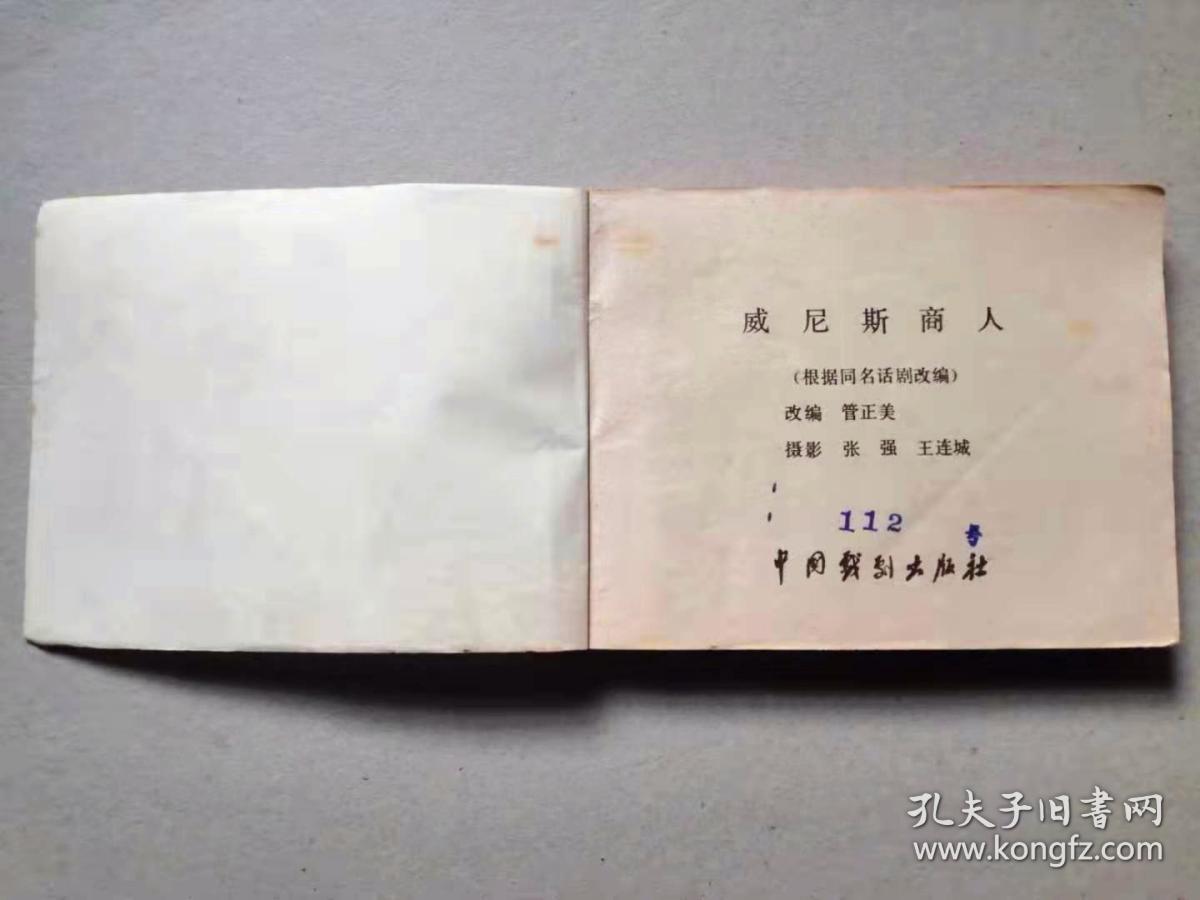 威尼斯商人
（根据同名话剧改编）
改编 管正美
摄影 张强 王连城
112 号
中国戏剧出版社
孔夫子旧书网
www.kongfz.com